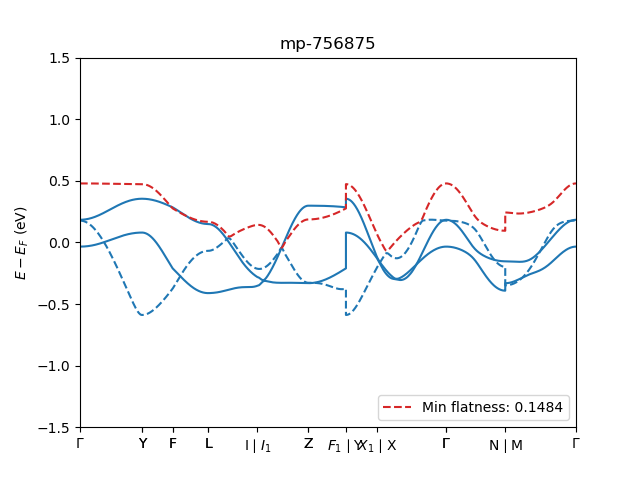 mp-756875
1.5
1.0
0.5
0.0
−0.5
−1.0
−1.5
E − E_F (eV)
Min flatness: 0.1484
Γ Y F L I | I₁ Z F₁ | Y X₁ | X Γ N | M Γ